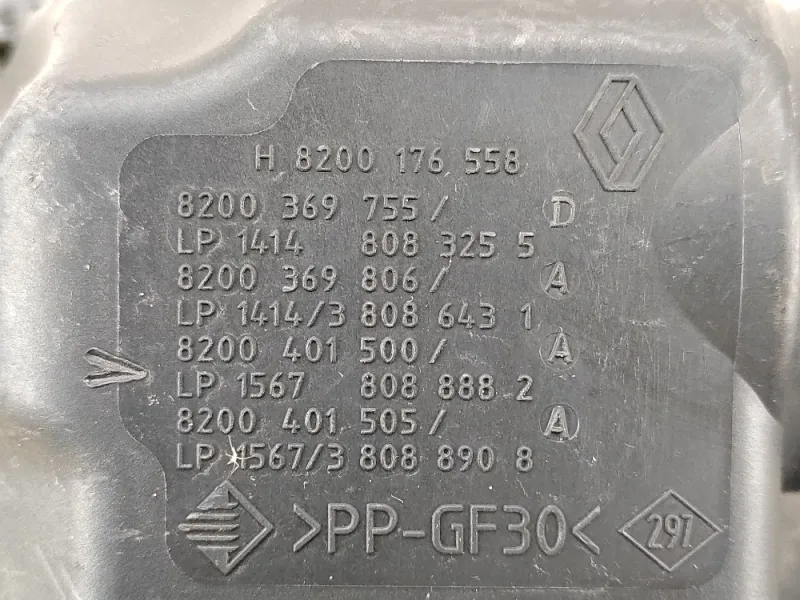 H 8200 176 558
8200 369 755/ D
LP 1414 808 325 5
8200 369 806/ A
LP 1414/3 808 643 1
8200 401 500/ A
LP 1567 808 888 2
8200 401 505/ A
LP 1567/3 808 890 8
>PP-GF30< 297